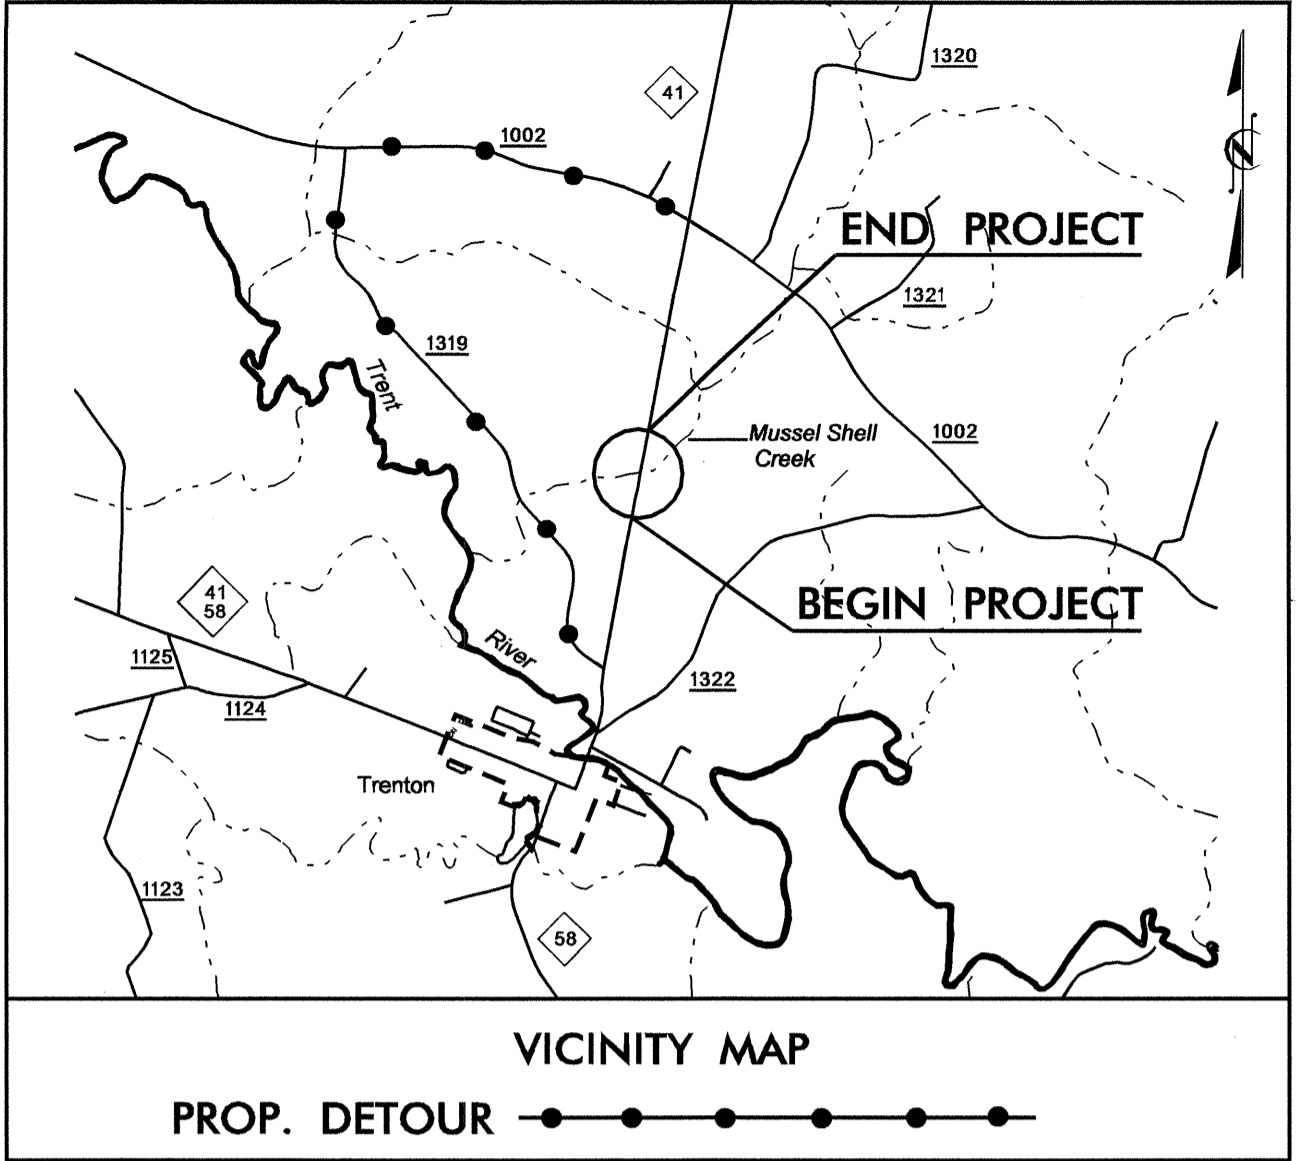 1320
41
1002
N
END PROJECT
1321
1319
Trent
Mussel Shell
Creek
1002
41
58
BEGIN PROJECT
River
1125
1322
1124
Trenton
1123
58
VICINITY MAP
PROP. DETOUR